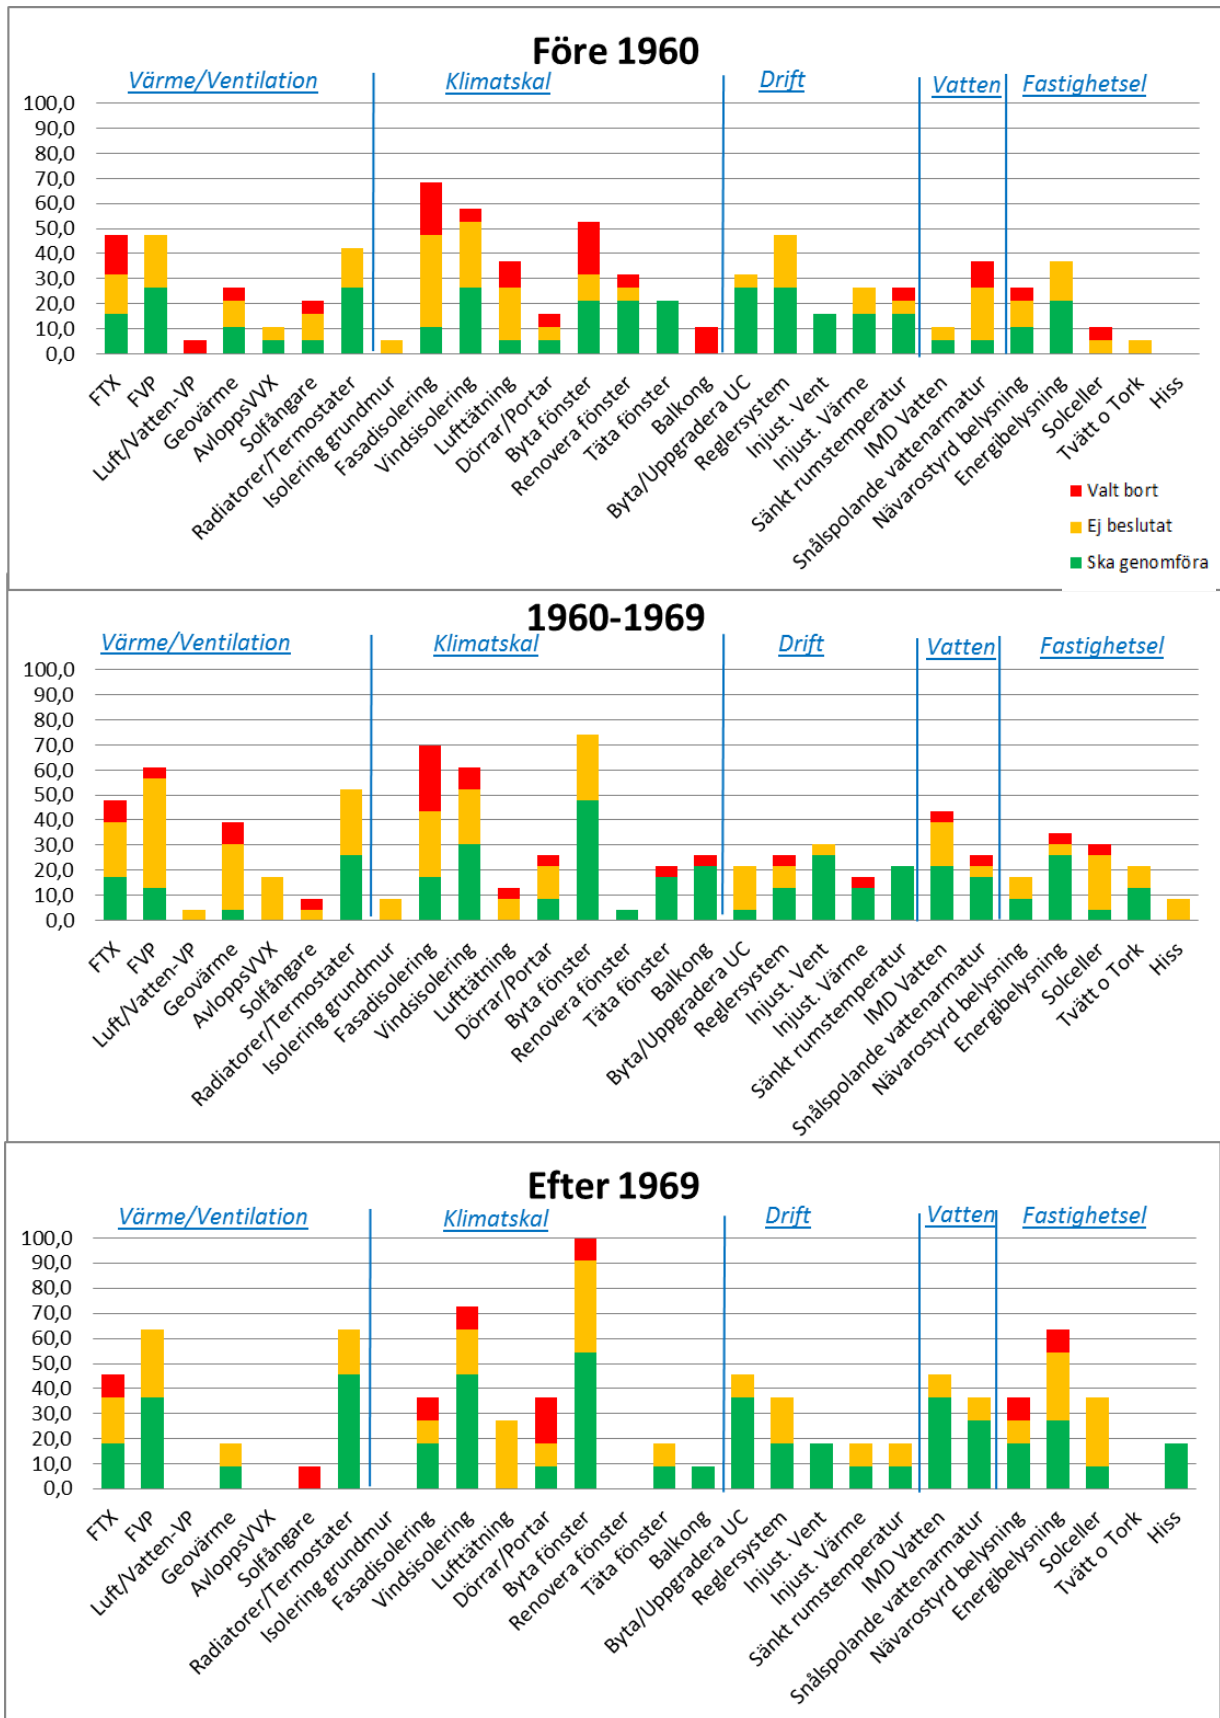 Före 1960
Värme/Ventilation Klimatskal Drift Vatten Fastighetsel
100,0
90,0
80,0
70,0
60,0
50,0
40,0
30,0
20,0
10,0
0,0
FTX
FVP
Luft/Vatten-VP
Geovärme
AvloppsVVX
Solfångare
Radiatorer/Termostater
Isolering grundmur
Fasadisolering
Vindsisolering
Lufttätning
Dörrar/Portar
Byta fönster
Renovera fönster
Täta fönster
Balkong
Byta/Uppgradera UC
Reglersystem
Injust. Vent
Injust. Värme
Sänkt rumstemperatur
IMD Vatten
Snålspolande vattenarmatur
Nävarostyrd belysning
Energibelysning
Solceller
Tvätt o Tork
Hiss
Valt bort
Ej beslutat
Ska genomföra
1960-1969
Värme/Ventilation Klimatskal Drift Vatten Fastighetsel
100,0
90,0
80,0
70,0
60,0
50,0
40,0
30,0
20,0
10,0
0,0
FTX
FVP
Luft/Vatten-VP
Geovärme
AvloppsVVX
Solfångare
Radiatorer/Termostater
Isolering grundmur
Fasadisolering
Vindsisolering
Lufttätning
Dörrar/Portar
Byta fönster
Renovera fönster
Täta fönster
Balkong
Byta/Uppgradera UC
Reglersystem
Injust. Vent
Injust. Värme
Sänkt rumstemperatur
IMD Vatten
Snålspolande vattenarmatur
Nävarostyrd belysning
Energibelysning
Solceller
Tvätt o Tork
Hiss
Efter 1969
Värme/Ventilation Klimatskal Drift Vatten Fastighetsel
100,0
90,0
80,0
70,0
60,0
50,0
40,0
30,0
20,0
10,0
0,0
FTX
FVP
Luft/Vatten-VP
Geovärme
AvloppsVVX
Solfångare
Radiatorer/Termostater
Isolering grundmur
Fasadisolering
Vindsisolering
Lufttätning
Dörrar/Portar
Byta fönster
Renovera fönster
Täta fönster
Balkong
Byta/Uppgradera UC
Reglersystem
Injust. Vent
Injust. Värme
Sänkt rumstemperatur
IMD Vatten
Snålspolande vattenarmatur
Nävarostyrd belysning
Energibelysning
Solceller
Tvätt o Tork
Hiss